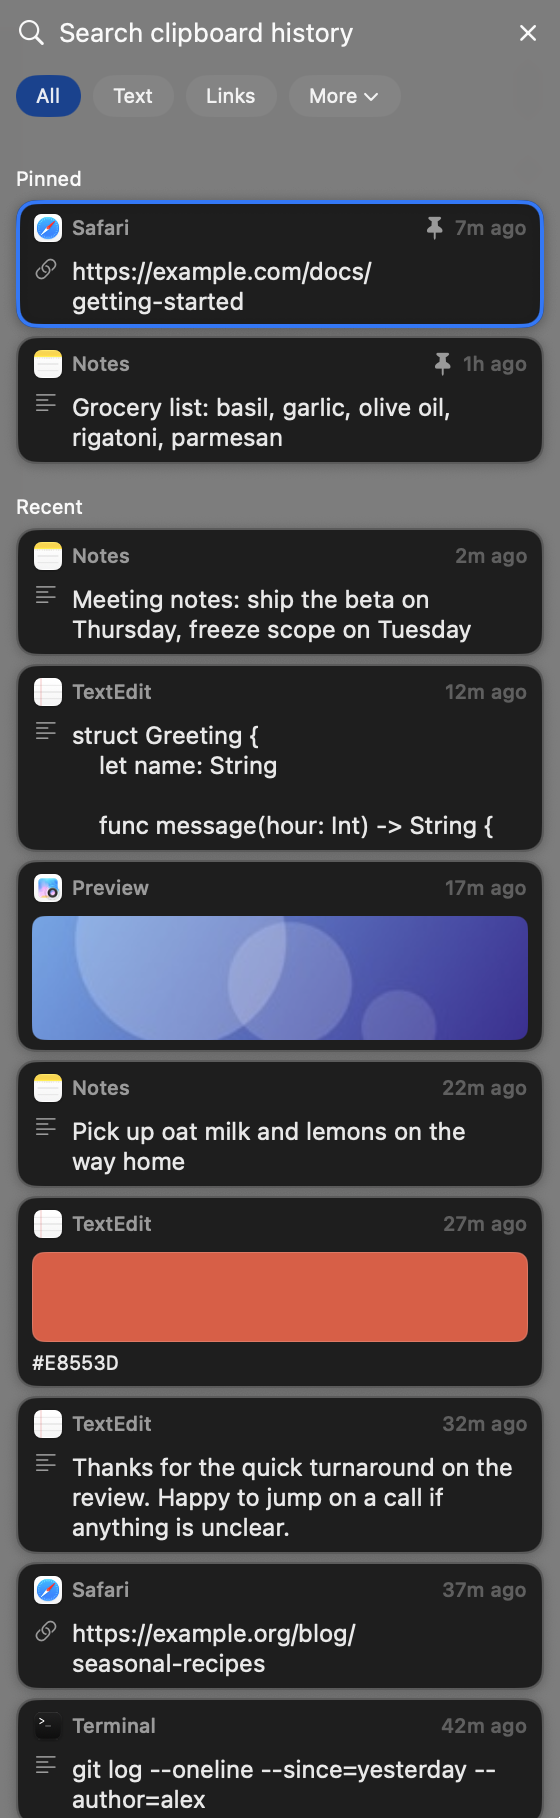 Search clipboard history
All Text Links More
Pinned
Safari 7m ago
https://example.com/docs/
getting-started
Notes 1h ago
Grocery list: basil, garlic, olive oil,
rigatoni, parmesan
Recent
Notes 2m ago
Meeting notes: ship the beta on
Thursday, freeze scope on Tuesday
TextEdit 12m ago
struct Greeting {
    let name: String
    func message(hour: Int) -> String {
Preview 17m ago
Notes 22m ago
Pick up oat milk and lemons on the
way home
TextEdit 27m ago
#E8553D
TextEdit 32m ago
Thanks for the quick turnaround on the
review. Happy to jump on a call if
anything is unclear.
Safari 37m ago
https://example.org/blog/
seasonal-recipes
Terminal 42m ago
git log --oneline --since=yesterday --
author=alex